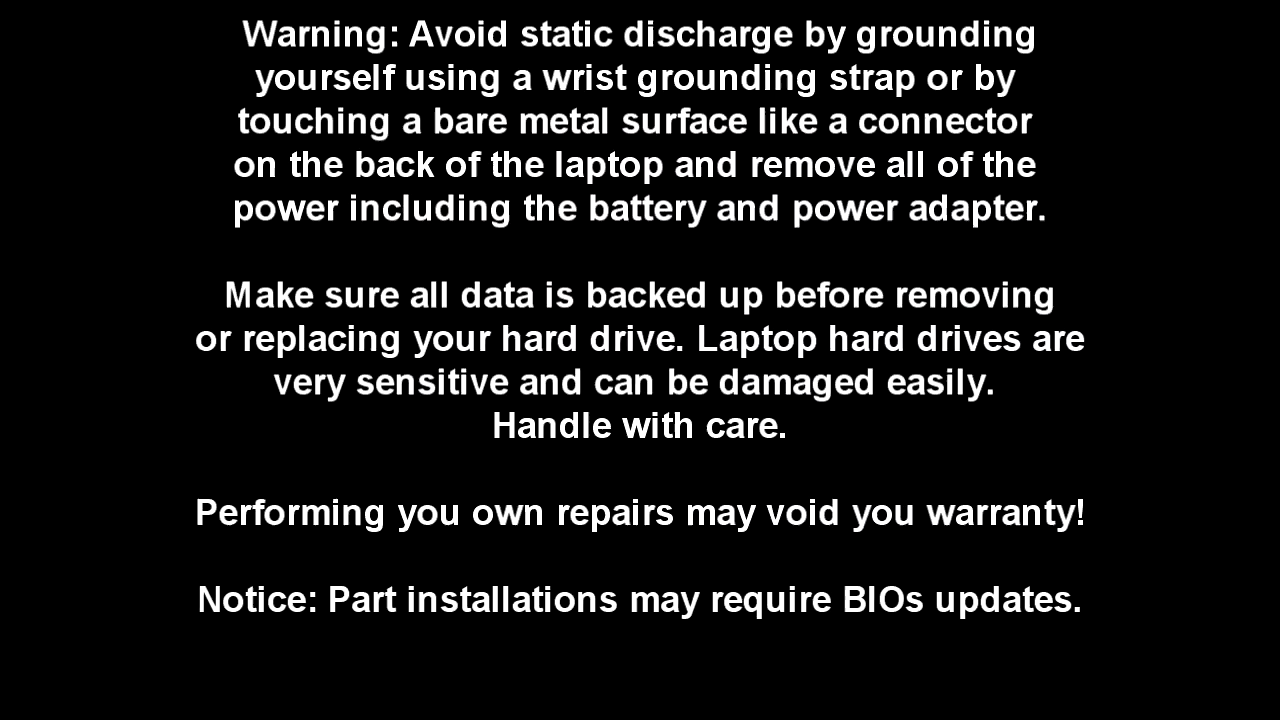 Warning: Avoid static discharge by grounding
yourself using a wrist grounding strap or by
touching a bare metal surface like a connector
on the back of the laptop and remove all of the
power including the battery and power adapter.
Make sure all data is backed up before removing
or replacing your hard drive. Laptop hard drives are
very sensitive and can be damaged easily.
Handle with care.
Performing you own repairs may void you warranty!
Notice: Part installations may require BIOs updates.